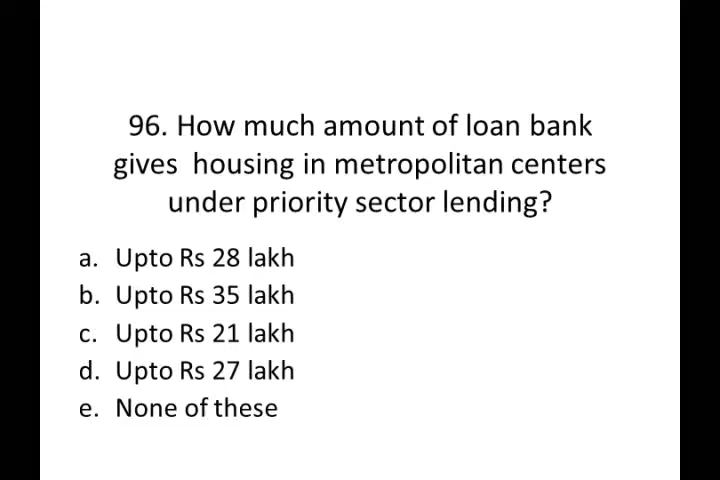 96. How much amount of loan bank
gives housing in metropolitan centers
under priority sector lending?
a. Upto Rs 28 lakh
b. Upto Rs 35 lakh
c. Upto Rs 21 lakh
d. Upto Rs 27 lakh
e. None of these